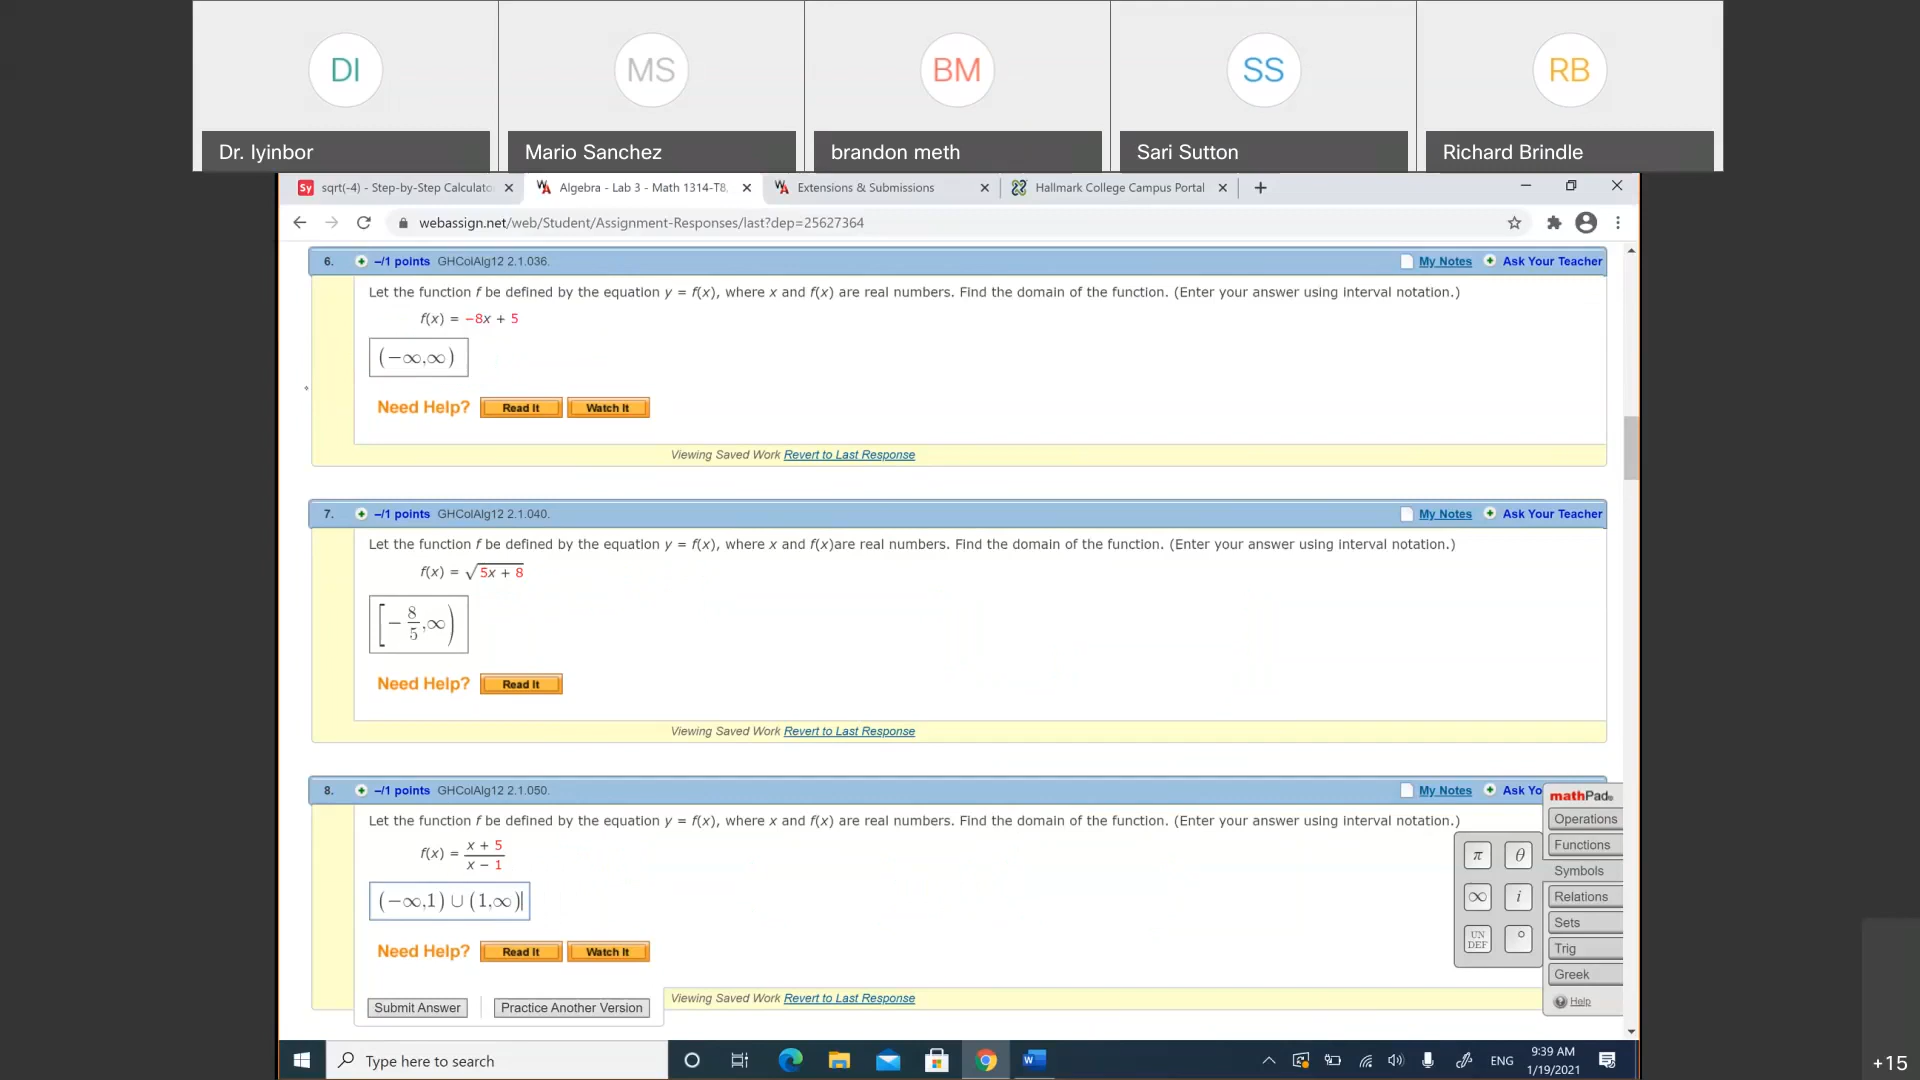 DI MS BM SS RB
Dr. Iyinbor Mario Sanchez brandon meth Sari Sutton Richard Brindle
Sy sqrt(-4) - Step-by-Step Calculato Algebra - Lab 3 - Math 1314-T8, Extensions & Submissions Hallmark College Campus Portal
webassign.net/web/Student/Assignment-Responses/last?dep=25627364
6. –/1 points GHColAlg12 2.1.036. My Notes Ask Your Teacher
Let the function f be defined by the equation y = f(x), where x and f(x) are real numbers. Find the domain of the function. (Enter your answer using interval notation.)
f(x) = −8x + 5
(−∞,∞)
Need Help? Read It Watch It
Viewing Saved Work Revert to Last Response
7. –/1 points GHColAlg12 2.1.040. My Notes Ask Your Teacher
Let the function f be defined by the equation y = f(x), where x and f(x)are real numbers. Find the domain of the function. (Enter your answer using interval notation.)
f(x) = √5x + 8
[−8/5,∞)
Need Help? Read It
Viewing Saved Work Revert to Last Response
8. –/1 points GHColAlg12 2.1.050. My Notes Ask Yo
mathPad
Operations
Functions
Symbols
Relations
Sets
Trig
Greek
Help
π θ
∞ i
UN DEF °
Let the function f be defined by the equation y = f(x), where x and f(x) are real numbers. Find the domain of the function. (Enter your answer using interval notation.)
f(x) = x + 5 / x − 1
(−∞,1) ∪ (1,∞)
Need Help? Read It Watch It
Submit Answer Practice Another Version Viewing Saved Work Revert to Last Response
Type here to search ENG 9:39 AM
1/19/2021
+15